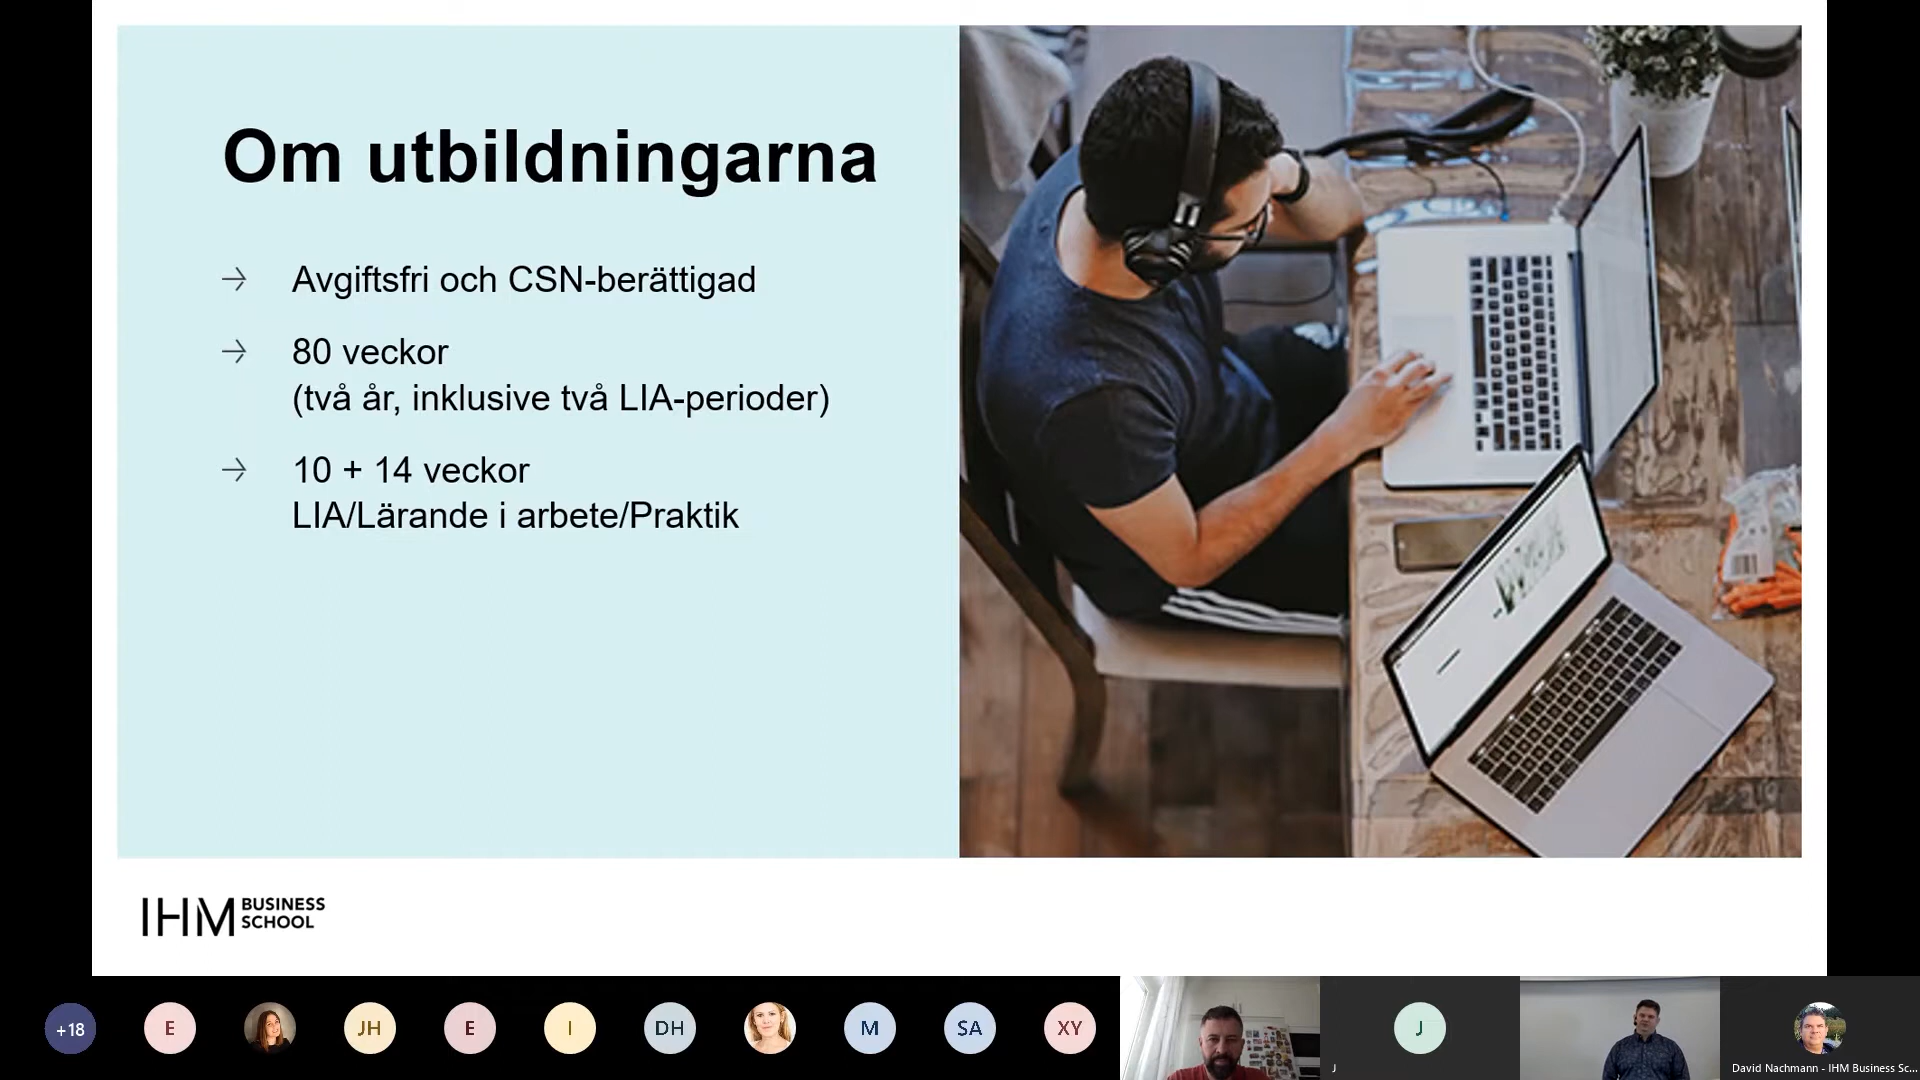 Om utbildningarna
→ Avgiftsfri och CSN-berättigad
→ 80 veckor
(två år, inklusive två LIA-perioder)
→ 10 + 14 veckor
LIA/Lärande i arbete/Praktik
IHM BUSINESS
SCHOOL
+18
E
JH
E
I
DH
M
SA
XY
J
J
David Nachmann - IHM Business Sc...